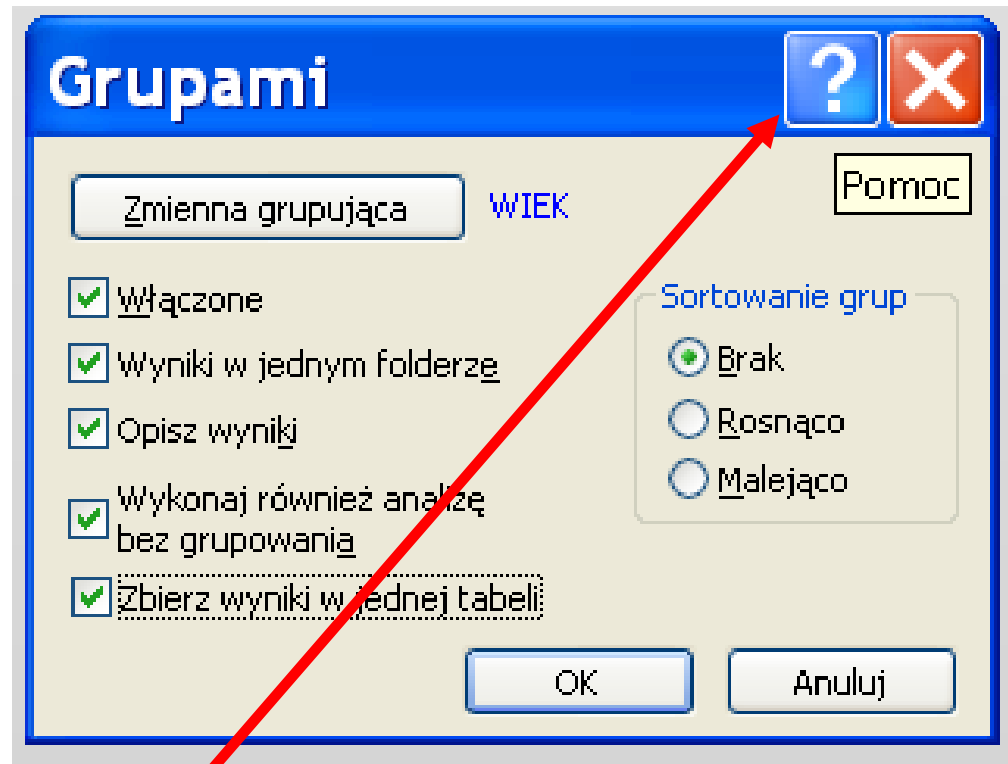 Grupami
?
Pomoc
Zmienna grupująca WIEK
Włączone
Wyniki w jednym folderze
Opisz wyniki
Wykonaj również analizę
bez grupowania
Zbierz wyniki w jednej tabeli
Sortowanie grup
Brak
Rosnąco
Malejąco
OK
Anuluj